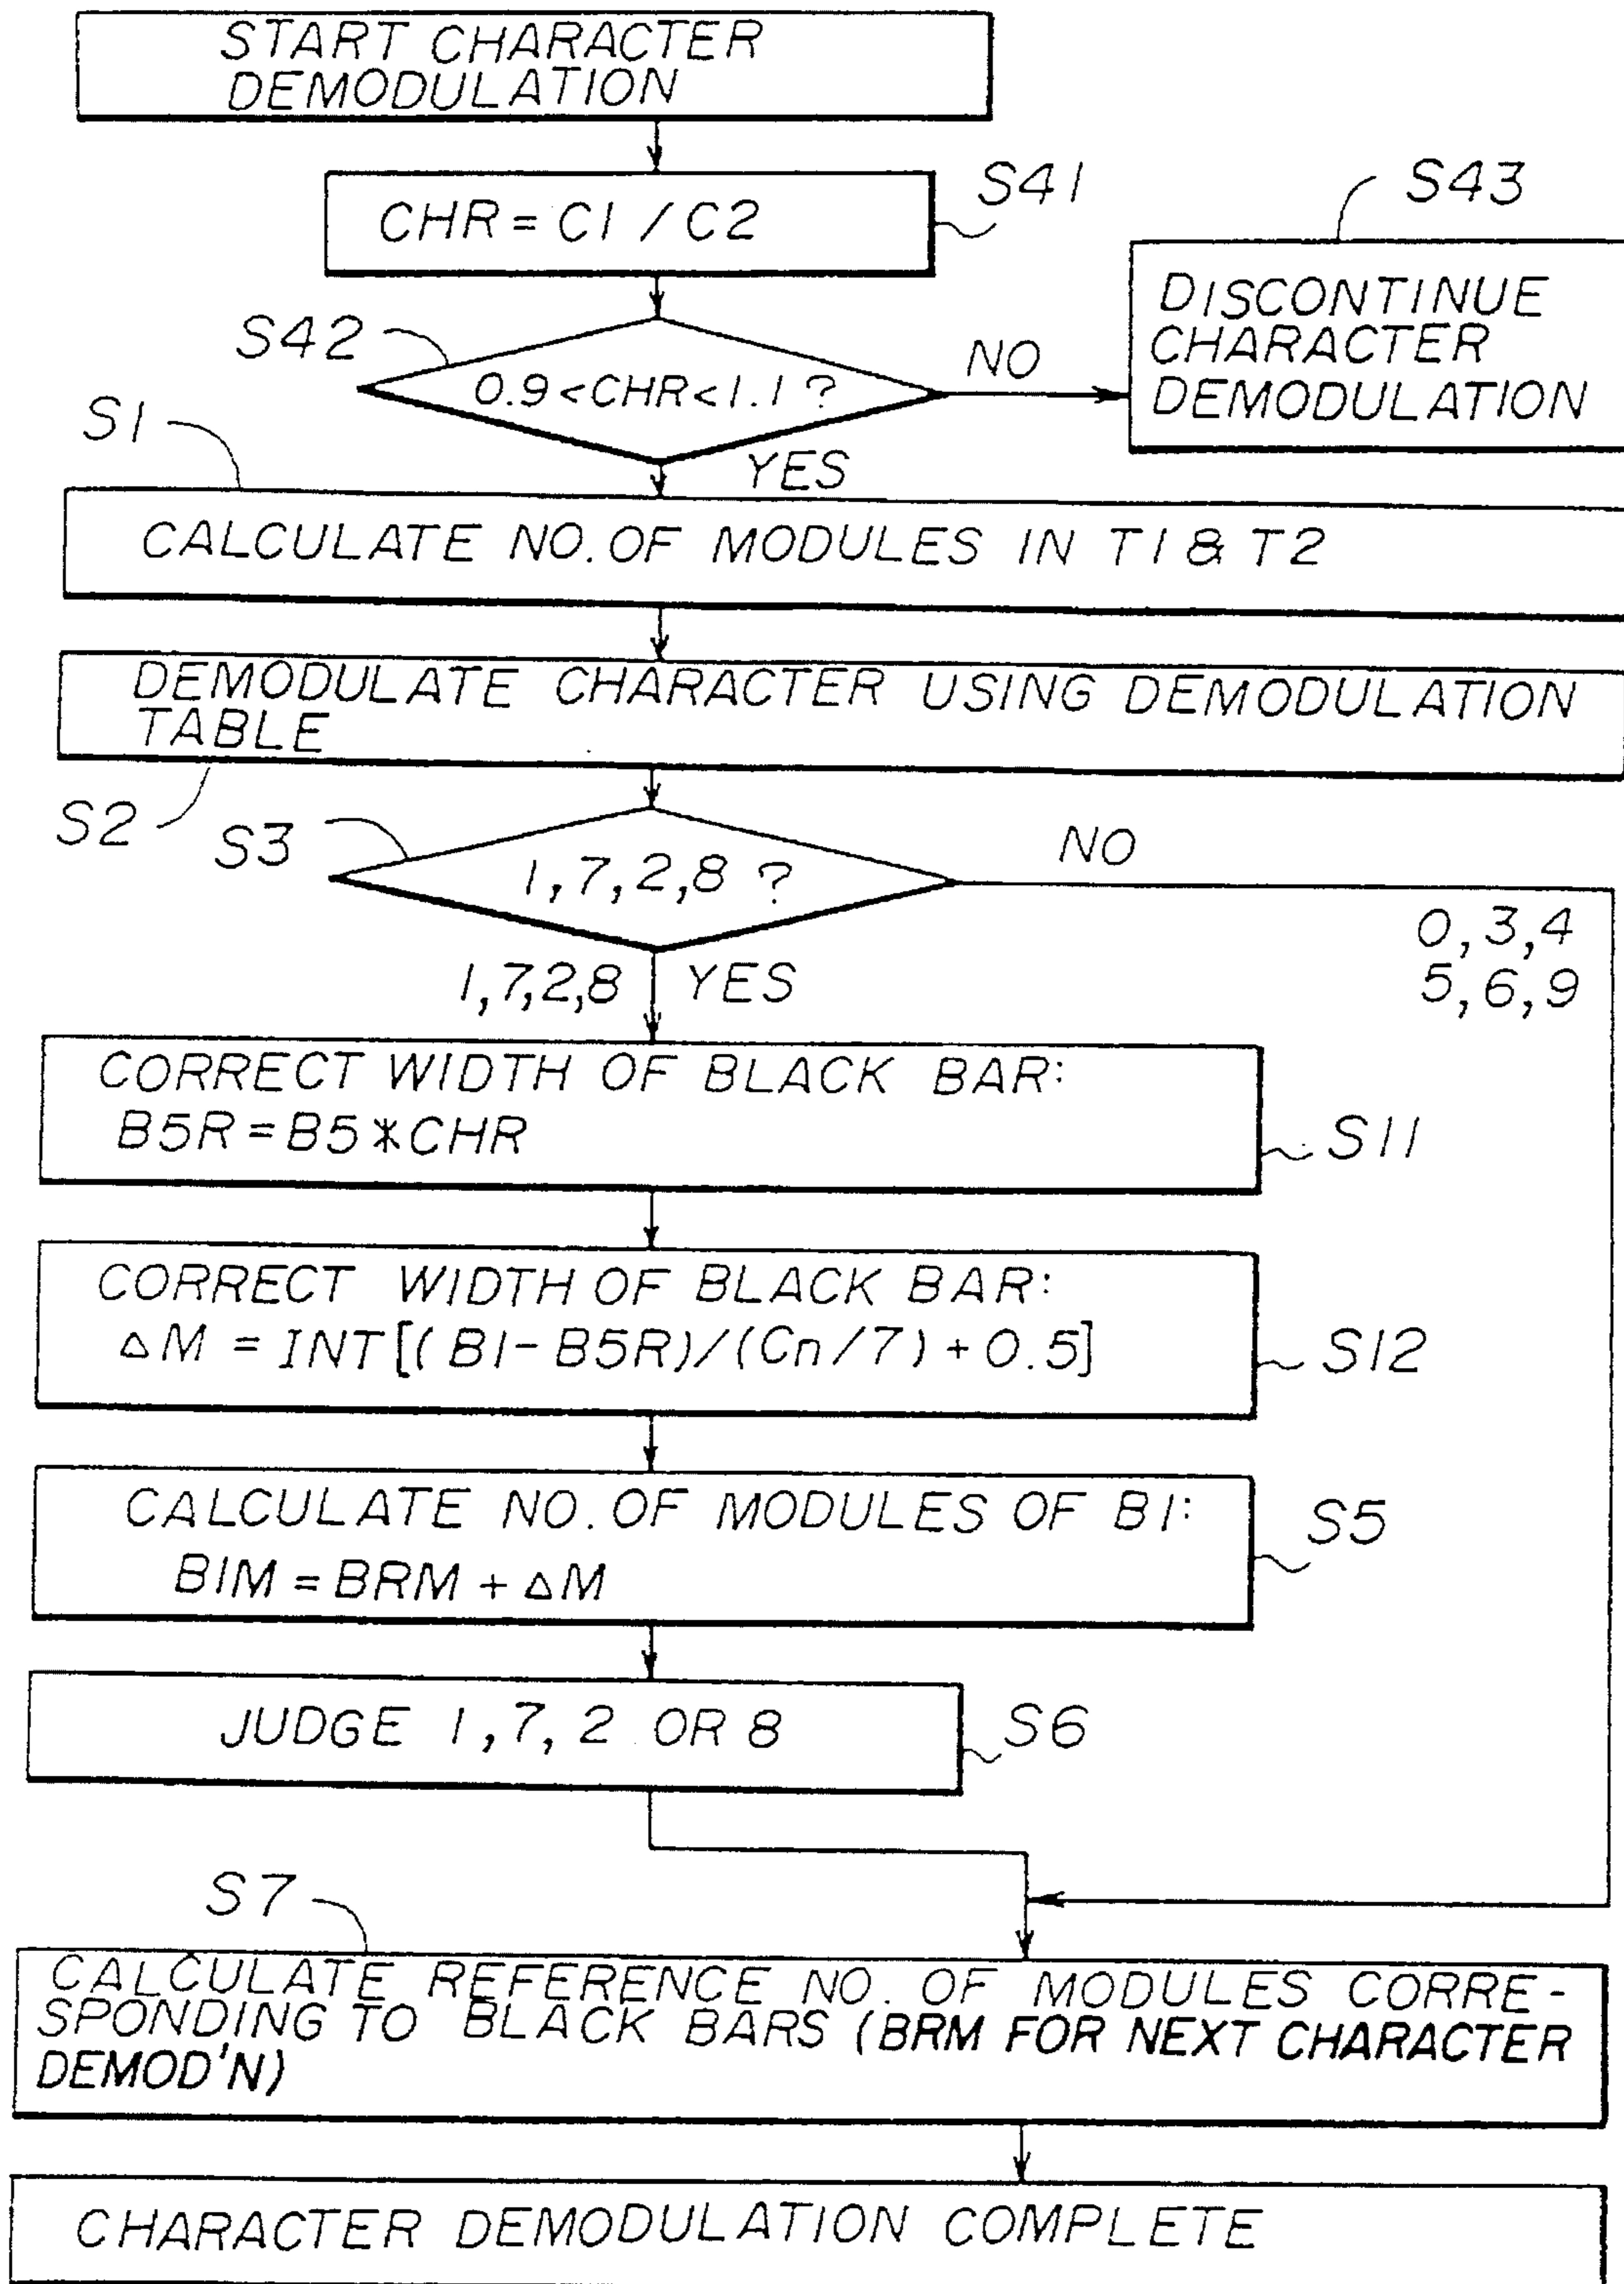 START CHARACTER
DEMODULATION
CHR = C1 / C2
S41
S43
DISCONTINUE
CHARACTER
DEMODULATION
S42
0.9 < CHR < 1.1 ?
NO
S1
YES
CALCULATE NO. OF MODULES IN T1 & T2
DEMODULATE CHARACTER USING DEMODULATION
TABLE
S2
S3
1, 7, 2, 8 ?
NO
0, 3, 4
5, 6, 9
1, 7, 2, 8 YES
CORRECT WIDTH OF BLACK BAR:
B5R = B5 * CHR
S11
CORRECT WIDTH OF BLACK BAR:
△M = INT [( B1 - B5R) / (Cn / 7 ) + 0.5]
S12
CALCULATE NO. OF MODULES OF B1:
B1M = BRM + △M
S5
JUDGE 1, 7, 2 OR 8
S6
S7
CALCULATE REFERENCE NO. OF MODULES CORRE-
SPONDING TO BLACK BARS (BRM FOR NEXT CHARACTER
DEMOD'N)
CHARACTER DEMODULATION COMPLETE